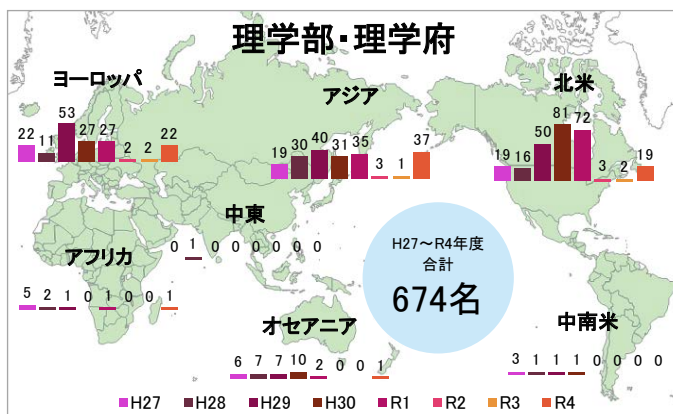 理学部・理学府
ヨーロッパ
22 11 53 27 27 2 2 22
アジア
19 30 40 31 35 3 1 37
北米
19 16 50 81 72 3 2 19
中東
0 1 0 0 0 0 0 0
アフリカ
5 2 1 0 1 0 0 1
H27～R4年度
合計
674名
オセアニア
6 7 7 10 2 0 0 1
中南米
3 1 1 1 0 0 0 0
H27 H28 H29 H30 R1 R2 R3 R4